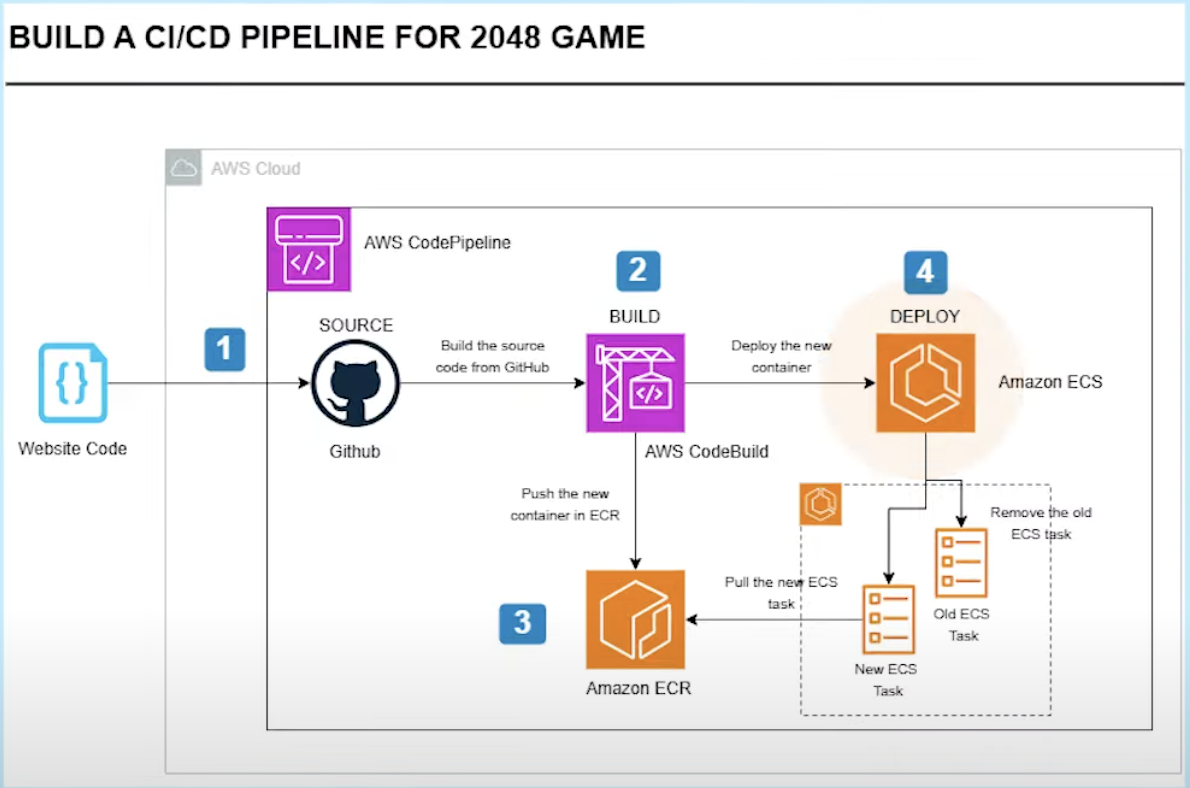 BUILD A CI/CD PIPELINE FOR 2048 GAME
AWS Cloud
AWS CodePipeline
1
Website Code
SOURCE
Github
Build the source
code from GitHub
2
BUILD
</>
AWS CodeBuild
Deploy the new
container
4
DEPLOY
Amazon ECS
Push the new
container in ECR
3
Amazon ECR
Pull the new ECS
task
New ECS
Task
Remove the old
ECS task
Old ECS
Task